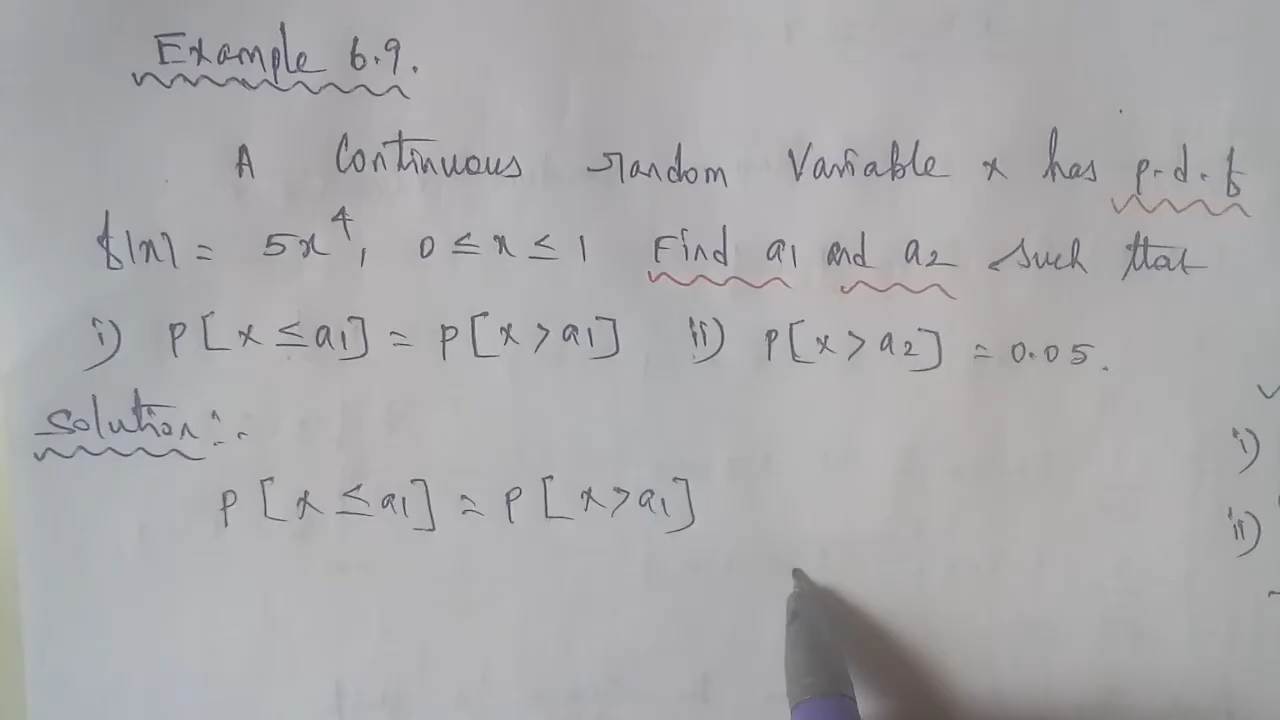 Example 6.9.
A Continuous random Variable x has p.d.f
f(x) = 5x⁴, 0 ≤ x ≤ 1 Find a1 and a2 such that
i) P[x ≤ a1] = P[x > a1] ii) P[x > a2] = 0.05.
Solution:-
P[x ≤ a1] = P[x > a1]
i)
ii)